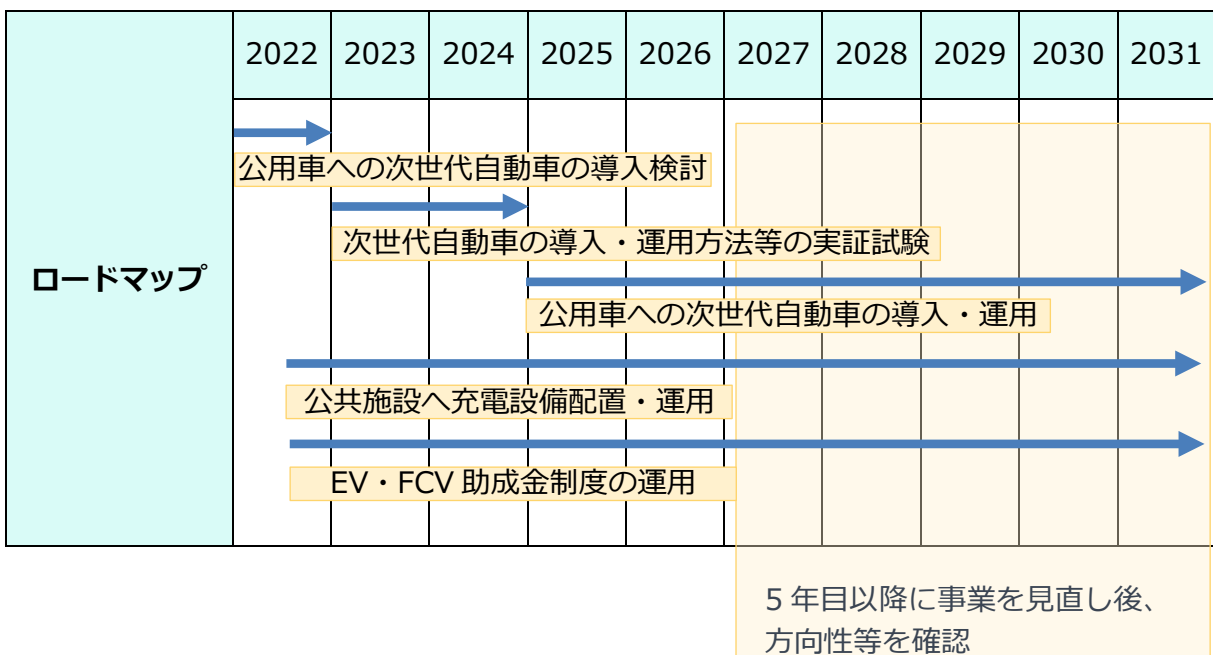 2022 2023 2024 2025 2026 2027 2028 2029 2030 2031
公用車への次世代自動車の導入検討
次世代自動車の導入・運用方法等の実証試験
ロードマップ
公用車への次世代自動車の導入・運用
公共施設へ充電設備配置・運用
EV・FCV 助成金制度の運用
5 年目以降に事業を見直し後、
方向性等を確認